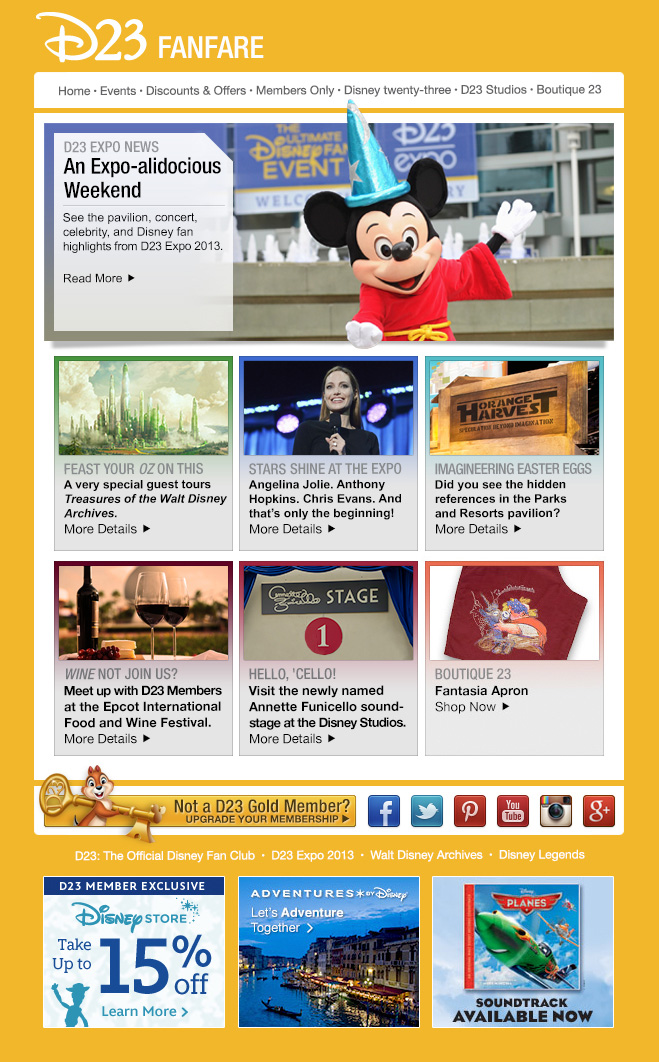 D23 FANFARE
Home · Events · Discounts & Offers · Members Only · Disney twenty-three · D23 Studios · Boutique 23
THE
ULTIMATE
Disney FAN
EVENT
D23
expo
D23 EXPO NEWS
An Expo-alidocious
Weekend
See the pavilion, concert,
celebrity, and Disney fan
highlights from D23 Expo 2013.
Read More
FEAST YOUR OZ ON THIS
A very special guest tours
Treasures of the Walt Disney
Archives.
More Details
STARS SHINE AT THE EXPO
Angelina Jolie. Anthony
Hopkins. Chris Evans. And
that's only the beginning!
More Details
ORANGE
HARVEST
SPECULATION BEYOND IMAGINATION
IMAGINEERING EASTER EGGS
Did you see the hidden
references in the Parks
and Resorts pavilion?
More Details
WINE NOT JOIN US?
Meet up with D23 Members
at the Epcot International
Food and Wine Festival.
More Details
Annette Funicello STAGE
1
HELLO, 'CELLO!
Visit the newly named
Annette Funicello sound-
stage at the Disney Studios.
More Details
BOUTIQUE 23
Fantasia Apron
Shop Now
Not a D23 Gold Member?
UPGRADE YOUR MEMBERSHIP
f
You
Tube
g+
D23: The Official Disney Fan Club · D23 Expo 2013 · Walt Disney Archives · Disney Legends
D23 MEMBER EXCLUSIVE
Disney STORE
Take
Up to
15% off
Learn More >
ADVENTURES BY Disney
Let's Adventure
Together >
Disney
PLANES
SOUNDTRACK
AVAILABLE NOW